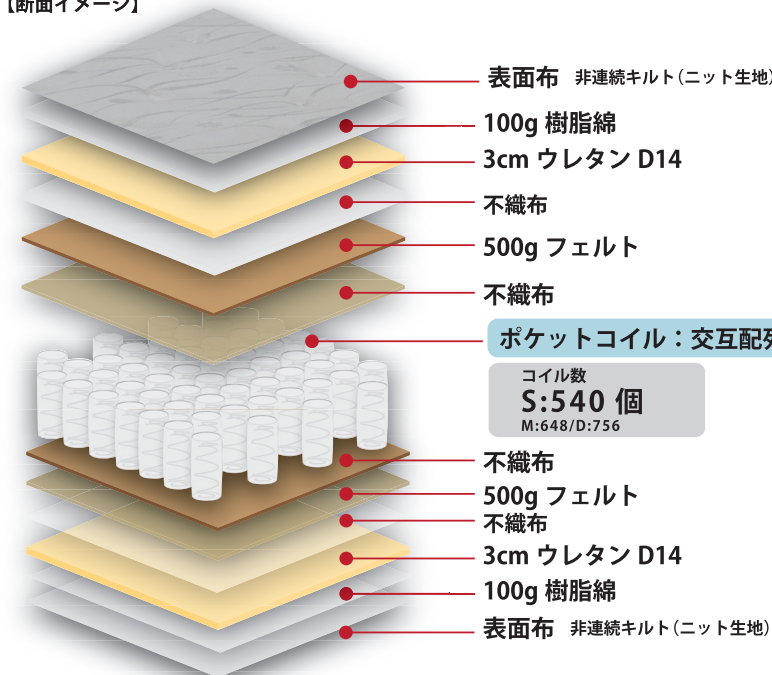 【断面イメージ】
表面布 非連続キルト(ニット生地)
100g 樹脂綿
3cm ウレタン D14
不織布
500g フェルト
不織布
ポケットコイル:交互配列
コイル数
S:540 個
M:648/D:756
不織布
500g フェルト
不織布
3cm ウレタン D14
100g 樹脂綿
表面布 非連続キルト(ニット生地)